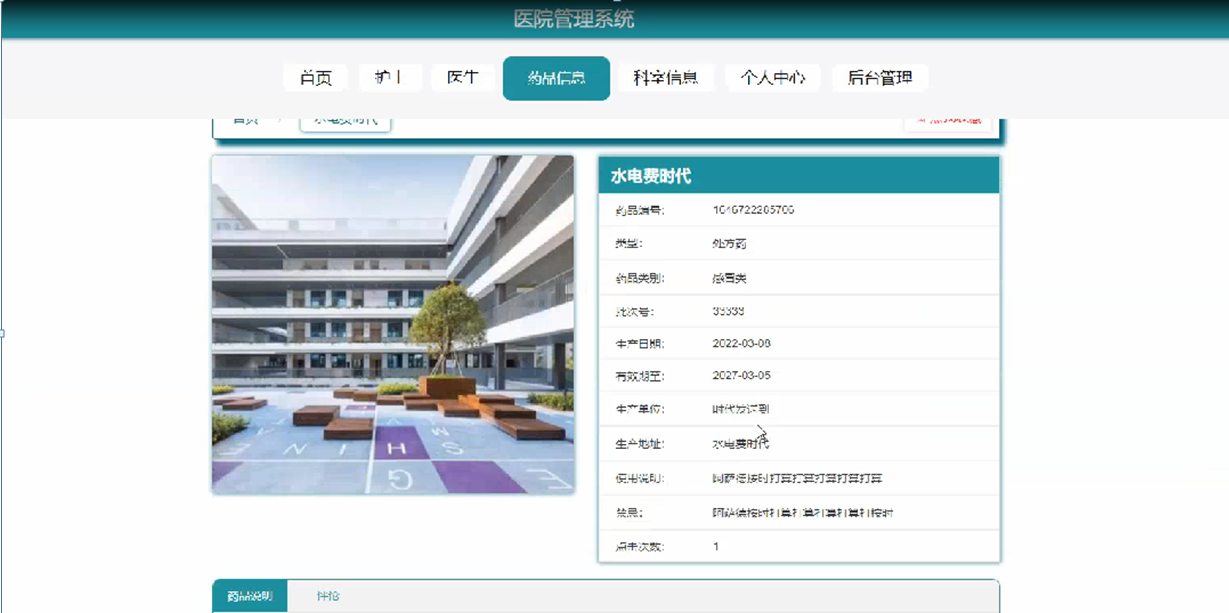 医院管理系统
首页 护士 医生 药品信息 科室信息 个人中心 后台管理
首页 水电费时代
水电费时代
药品编号: 1646722265706
类型: 处方药
药品类别: 感冒类
批次号: 33333
生产日期: 2022-03-08
有效期至: 2027-03-05
生产单位: 时代发达到
生产地址: 水电费时代
使用说明: 阿萨德按时打算打算打算打算打算
禁忌: 阿萨德按时打算打算打算打算打按时
点击次数: 1
药品说明 评论
S H I N E H M S
G